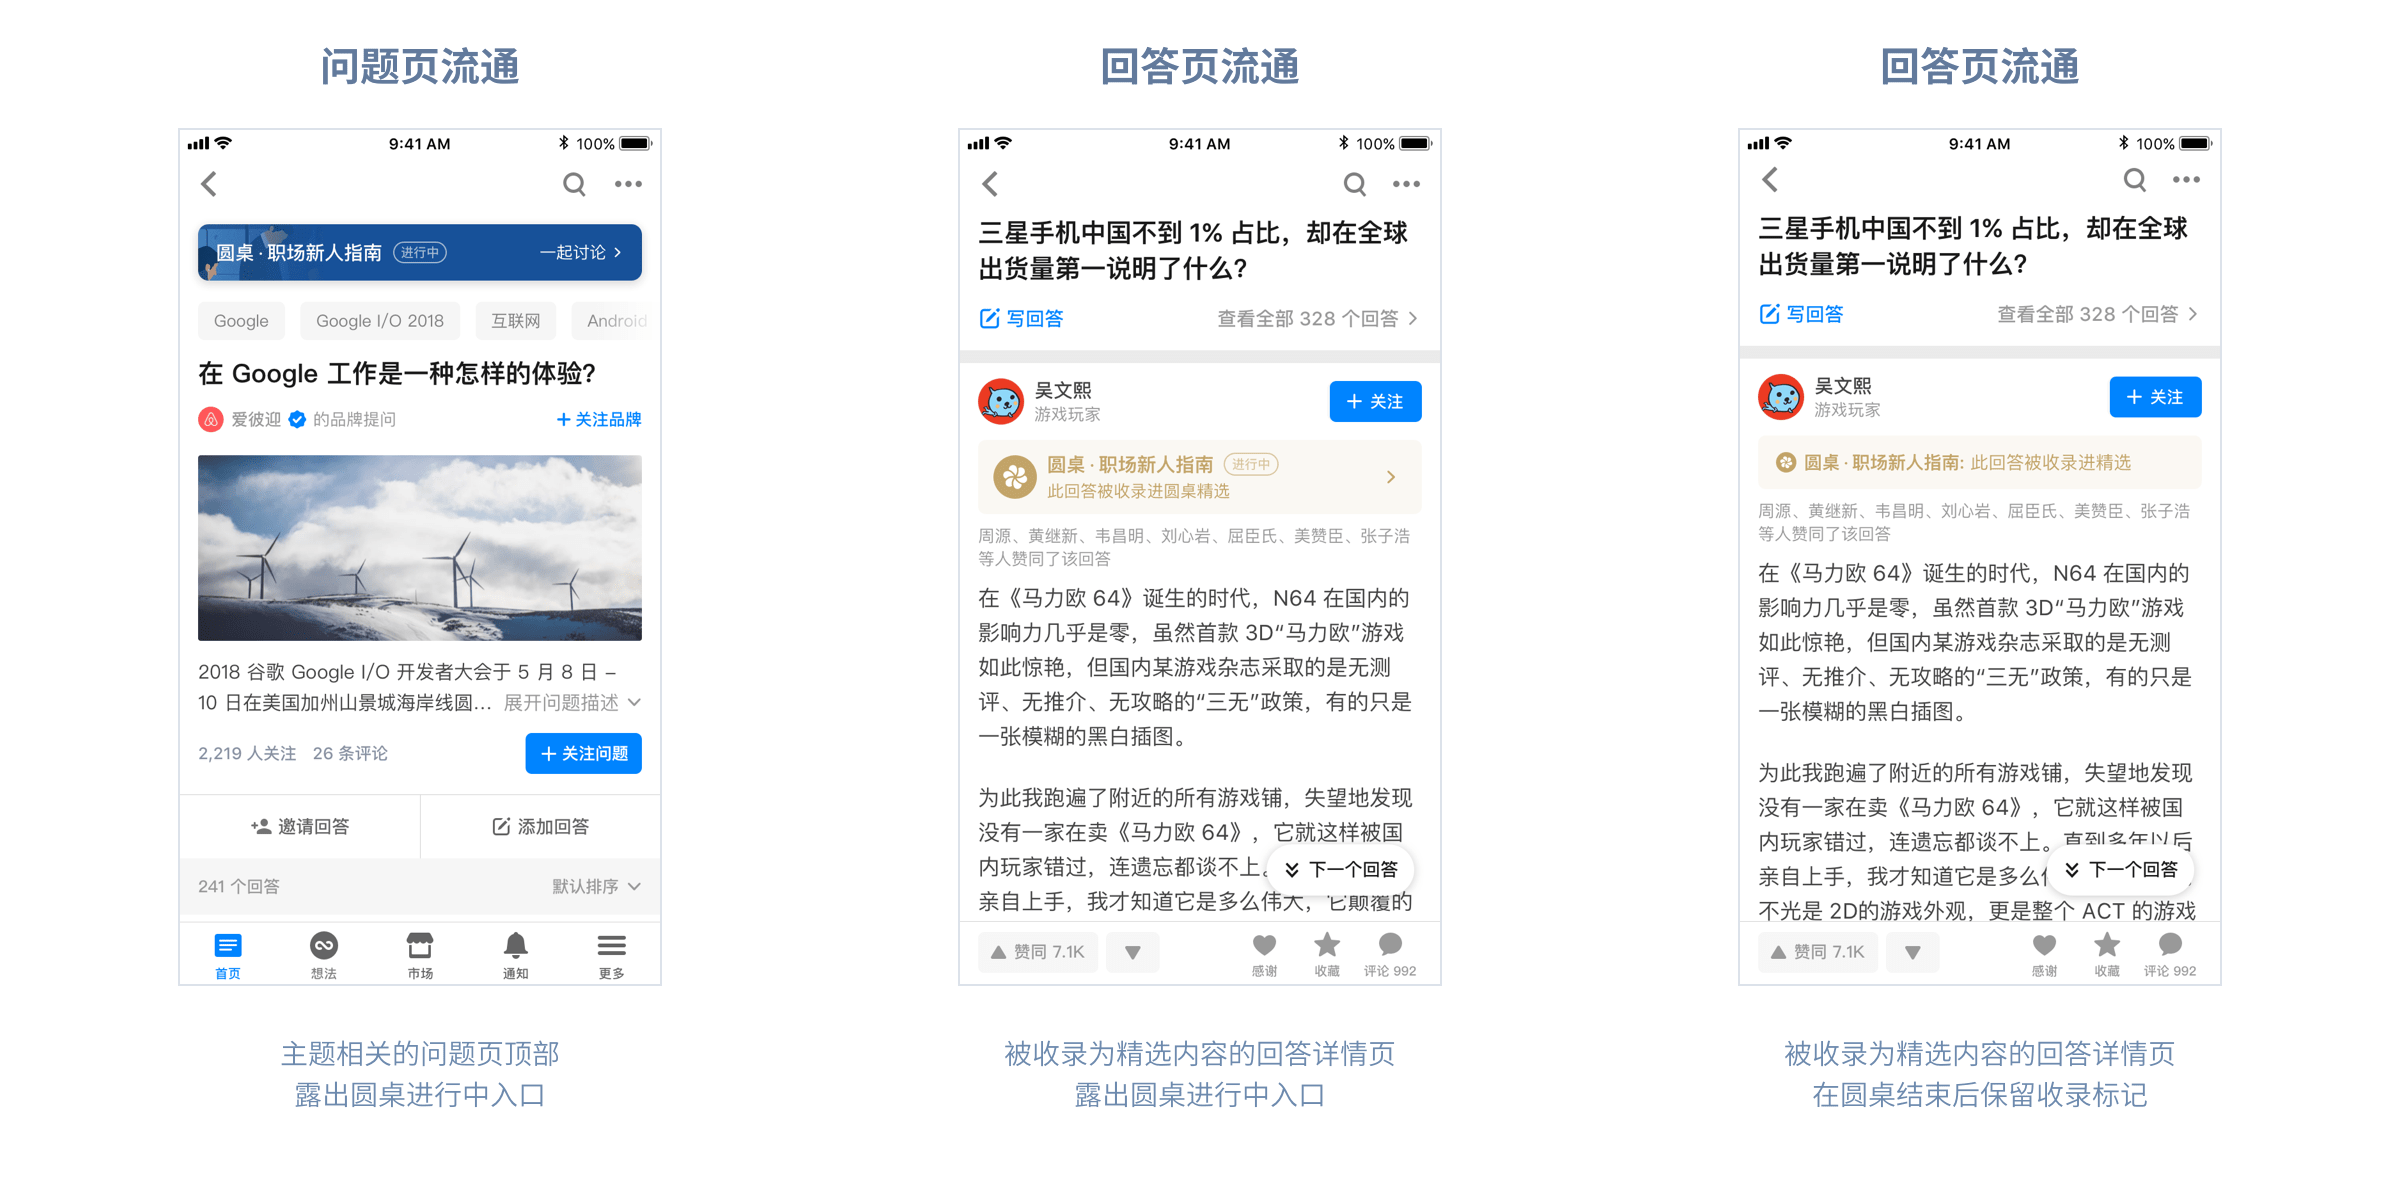 问题页流通
9:41 AM
100%
圆桌 · 职场新人指南 进行中 一起讨论
Google Google I/O 2018 互联网 Android
在 Google 工作是一种怎样的体验?
爱彼迎 的品牌提问 + 关注品牌
2018 谷歌 Google I/O 开发者大会于 5 月 8 日 –
10 日在美国加州山景城海岸线圆... 展开问题描述
2,219 人关注 26 条评论 + 关注问题
邀请回答 添加回答
241 个回答 默认排序
首页 想法 市场 通知 更多
主题相关的问题页顶部
露出圆桌进行中入口
回答页流通
9:41 AM
100%
三星手机中国不到 1% 占比，却在全球
出货量第一说明了什么?
写回答 查看全部 328 个回答
吴文熙
游戏玩家
+ 关注
圆桌 · 职场新人指南 进行中
此回答被收录进圆桌精选
周源、黄继新、韦昌明、刘心岩、屈臣氏、美赞臣、张子浩
等人赞同了该回答
在《马力欧 64》诞生的时代，N64 在国内的
影响力几乎是零，虽然首款 3D“马力欧”游戏
如此惊艳，但国内某游戏杂志采取的是无测
评、无推介、无攻略的“三无”政策，有的只是
一张模糊的黑白插图。
为此我跑遍了附近的所有游戏铺，失望地发现
没有一家在卖《马力欧 64》，它就这样被国
内玩家错过，连遗忘都谈不上。
下一个回答
亲自上手，我才知道它是多么伟大，它颠覆的
赞同 7.1K
感谢 收藏 评论 992
被收录为精选内容的回答详情页
露出圆桌进行中入口
回答页流通
9:41 AM
100%
三星手机中国不到 1% 占比，却在全球
出货量第一说明了什么?
写回答 查看全部 328 个回答
吴文熙
游戏玩家
+ 关注
圆桌 · 职场新人指南: 此回答被收录进精选
周源、黄继新、韦昌明、刘心岩、屈臣氏、美赞臣、张子浩
等人赞同了该回答
在《马力欧 64》诞生的时代，N64 在国内的
影响力几乎是零，虽然首款 3D“马力欧”游戏
如此惊艳，但国内某游戏杂志采取的是无测
评、无推介、无攻略的“三无”政策，有的只是
一张模糊的黑白插图。
为此我跑遍了附近的所有游戏铺，失望地发现
没有一家在卖《马力欧 64》，它就这样被国
内玩家错过，连遗忘都谈不上。直到多年以后
亲自上手，我才知道它是多么
下一个回答
不光是 2D的游戏外观，更是整个 ACT 的游戏
赞同 7.1K
感谢 收藏 评论 992
被收录为精选内容的回答详情页
在圆桌结束后保留收录标记